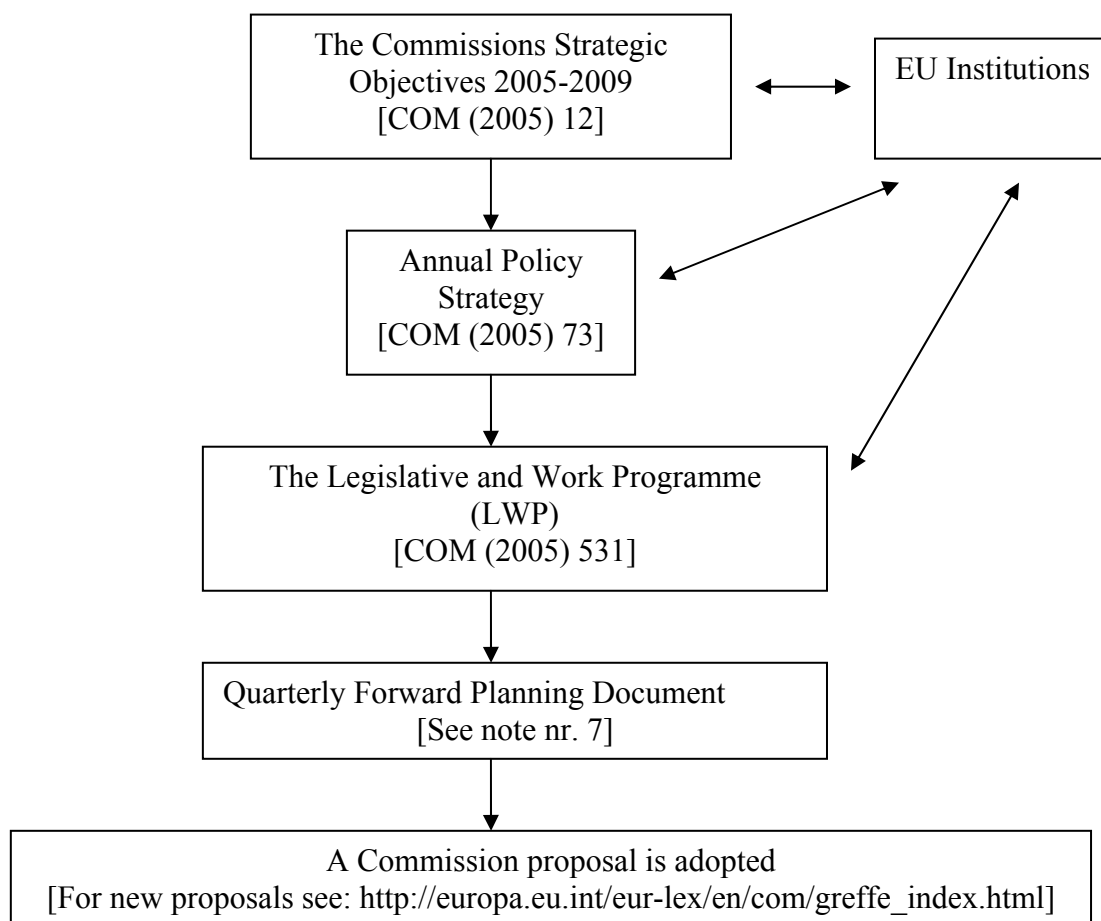 The Commissions Strategic
Objectives 2005-2009
[COM (2005) 12]
EU Institutions
Annual Policy
Strategy
[COM (2005) 73]
The Legislative and Work Programme
(LWP)
[COM (2005) 531]
Quarterly Forward Planning Document
[See note nr. 7]
A Commission proposal is adopted
[For new proposals see: http://europa.eu.int/eur-lex/en/com/greffe_index.html]